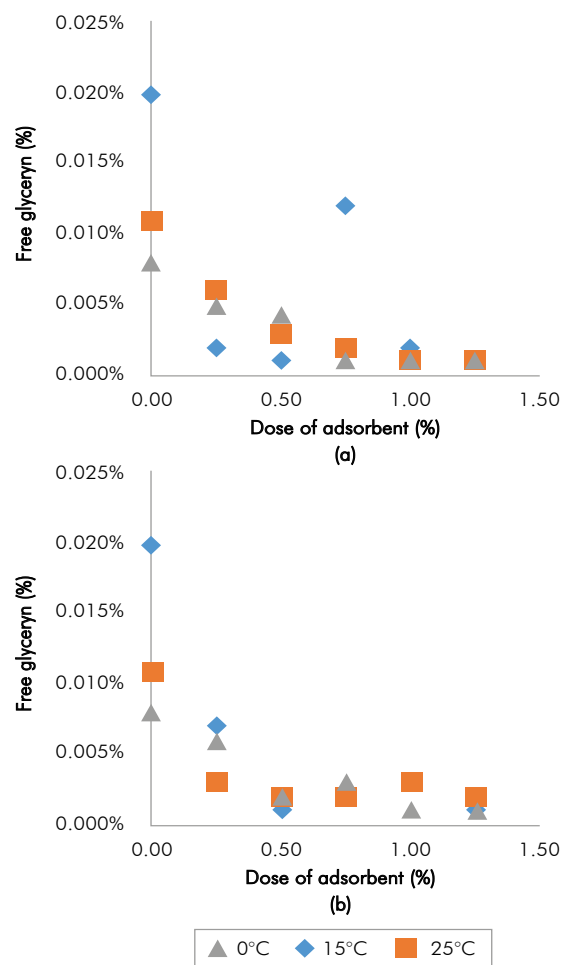 0.025%
0.020%
0.015%
0.010%
0.005%
0.000%
Free glyceryn (%)
0.00 0.50 1.00 1.50
Dose of adsorbent (%)
(a)
0.025%
0.020%
0.015%
0.010%
0.005%
0.000%
Free glyceryn (%)
0.00 0.50 1.00 1.50
Dose of adsorbent (%)
(b)
0°C 15°C 25°C